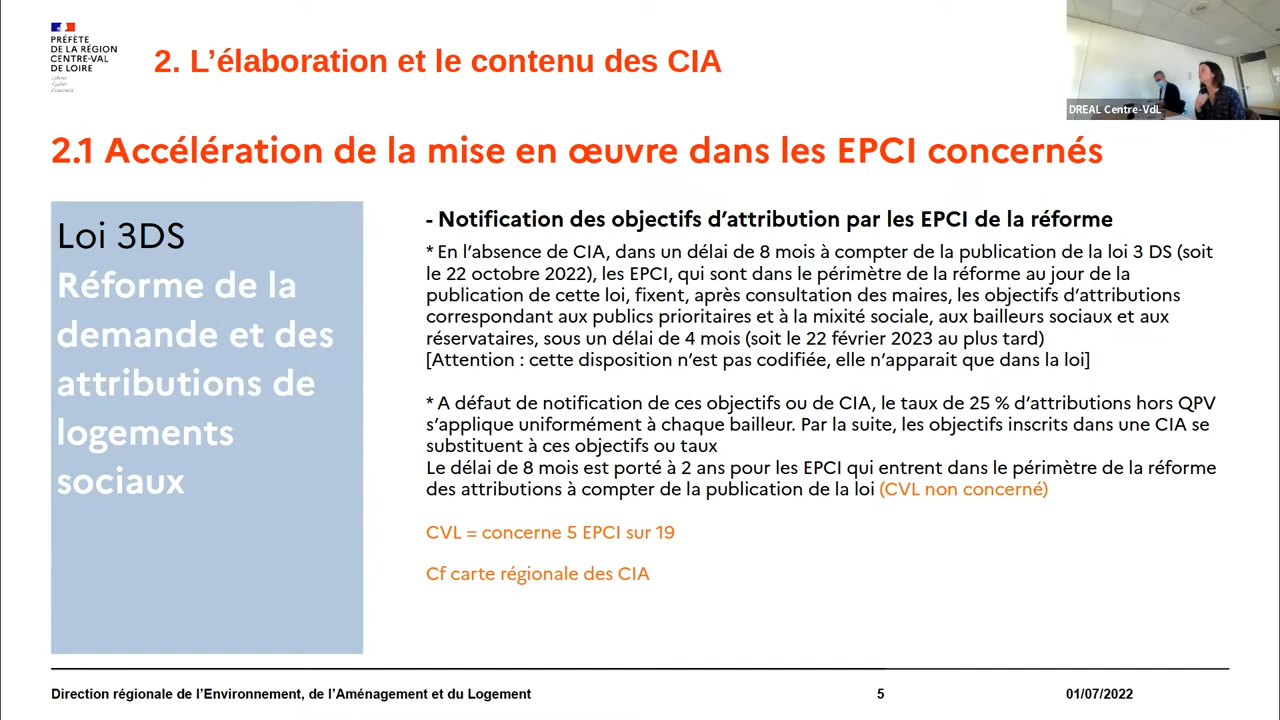 PRÉFÈTE
DE LA RÉGION
CENTRE-VAL
DE LOIRE
Liberté
Égalité
Fraternité
2. L’élaboration et le contenu des CIA
DREAL Centre-VdL
2.1 Accélération de la mise en œuvre dans les EPCI concernés
Loi 3DS
Réforme de la
demande et des
attributions de
logements
sociaux
- Notification des objectifs d’attribution par les EPCI de la réforme
* En l’absence de CIA, dans un délai de 8 mois à compter de la publication de la loi 3 DS (soit
le 22 octobre 2022), les EPCI, qui sont dans le périmètre de la réforme au jour de la
publication de cette loi, fixent, après consultation des maires, les objectifs d’attributions
correspondant aux publics prioritaires et à la mixité sociale, aux bailleurs sociaux et aux
réservataires, sous un délai de 4 mois (soit le 22 février 2023 au plus tard)
[Attention : cette disposition n’est pas codifiée, elle n’apparait que dans la loi]
* A défaut de notification de ces objectifs ou de CIA, le taux de 25 % d’attributions hors QPV
s’applique uniformément à chaque bailleur. Par la suite, les objectifs inscrits dans une CIA se
substituent à ces objectifs ou taux
Le délai de 8 mois est porté à 2 ans pour les EPCI qui entrent dans le périmètre de la réforme
des attributions à compter de la publication de la loi (CVL non concerné)
CVL = concerne 5 EPCI sur 19
Cf carte régionale des CIA
Direction régionale de l’Environnement, de l’Aménagement et du Logement
5
01/07/2022